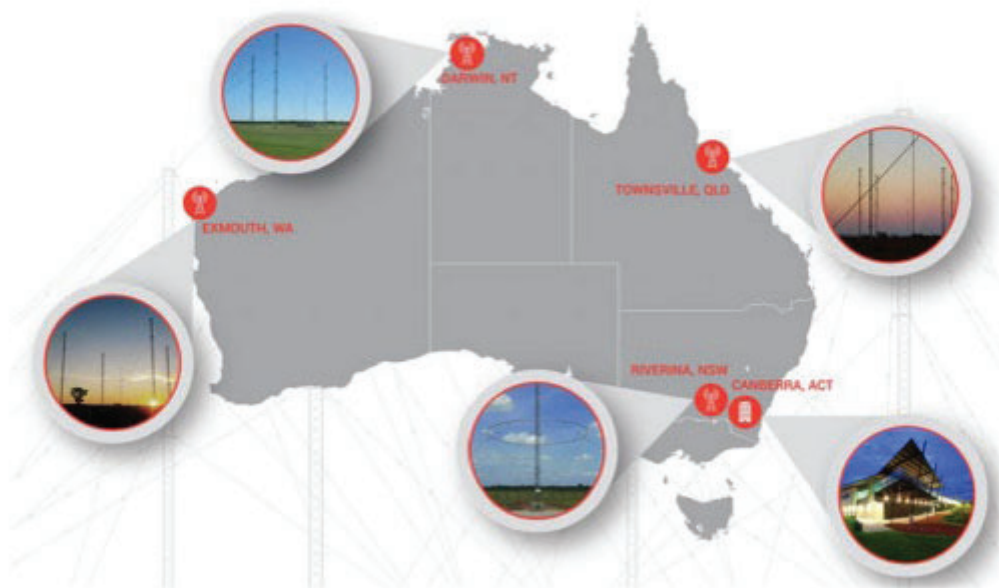 DARWIN, NT
TOWNSVILLE, QLD
EXMOUTH, WA
RIVERINA, NSW
CANBERRA, ACT